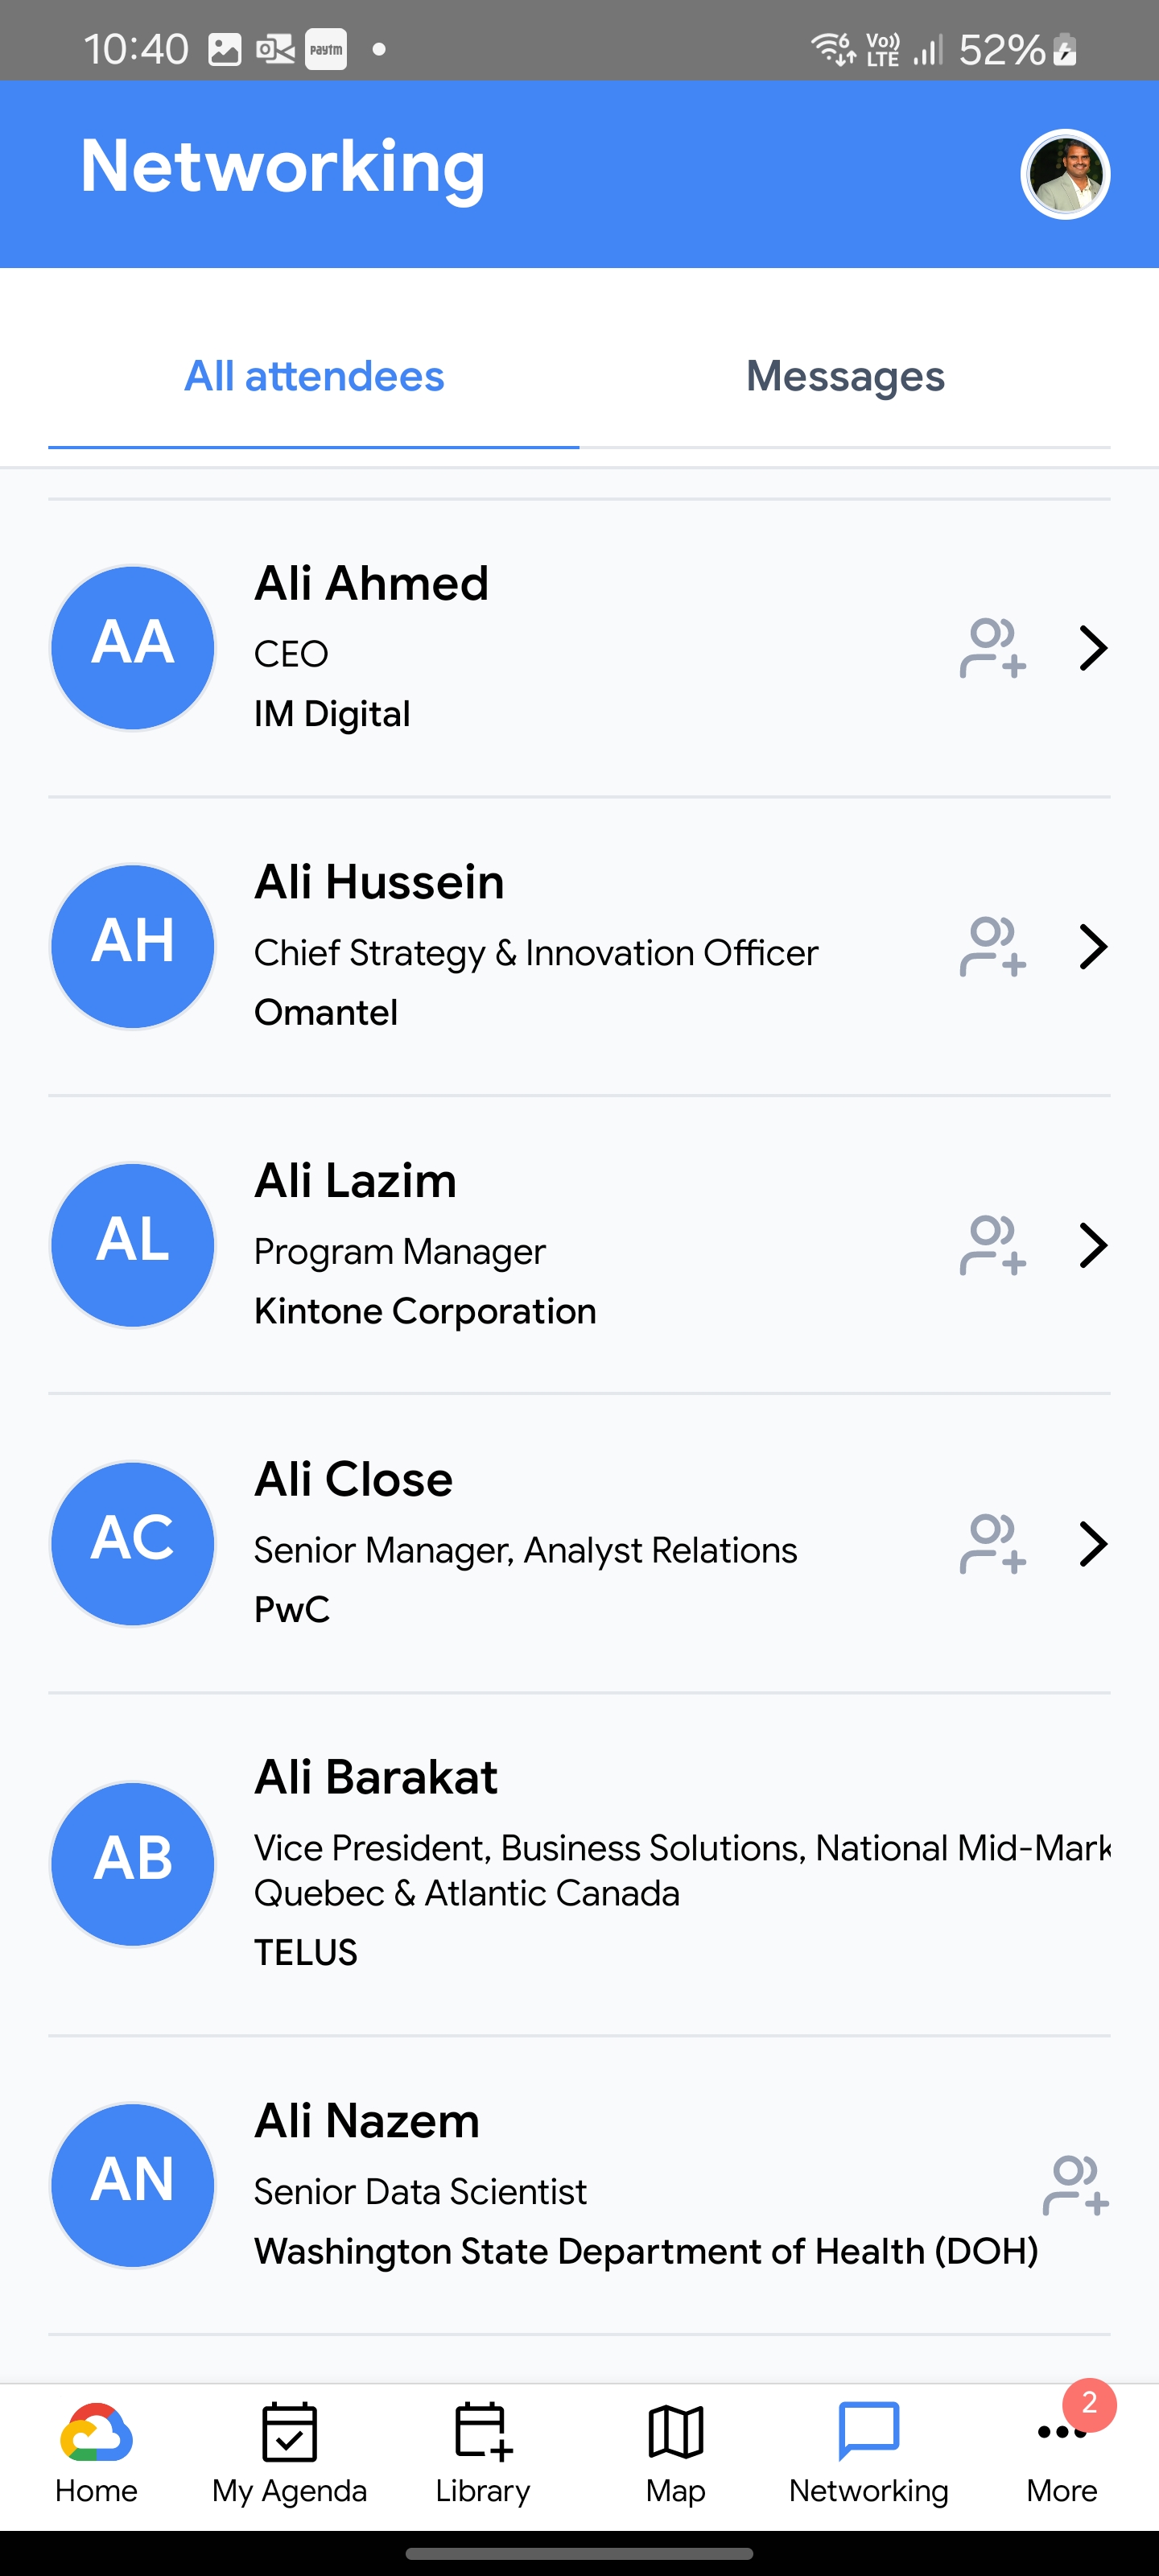 10:40 paytm Vo)) LTE 6 52%
Networking
All attendees Messages
AA
Ali Ahmed
CEO
IM Digital
AH
Ali Hussein
Chief Strategy & Innovation Officer
Omantel
AL
Ali Lazim
Program Manager
Kintone Corporation
AC
Ali Close
Senior Manager, Analyst Relations
PwC
AB
Ali Barakat
Vice President, Business Solutions, National Mid-Mark
Quebec & Atlantic Canada
TELUS
AN
Ali Nazem
Senior Data Scientist
Washington State Department of Health (DOH)
2
Home My Agenda Library Map Networking More